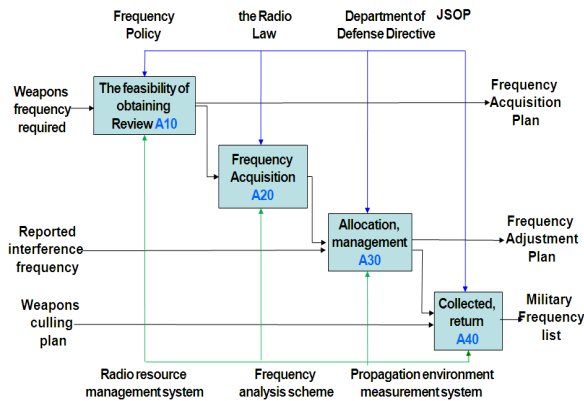 Frequency
Policy
the Radio
Law
Department of
Defense Directive
JSOP
Weapons
frequency
required
The feasibility of
obtaining
Review A10
Frequency
Acquisition
Plan
Frequency
Acquisition
A20
Reported
interference
frequency
Allocation,
management
A30
Frequency
Adjustment
Plan
Weapons
culling
plan
Collected,
return
A40
Military
Frequency
list
Radio resource
management system
Frequency
analysis scheme
Propagation environment
measurement system